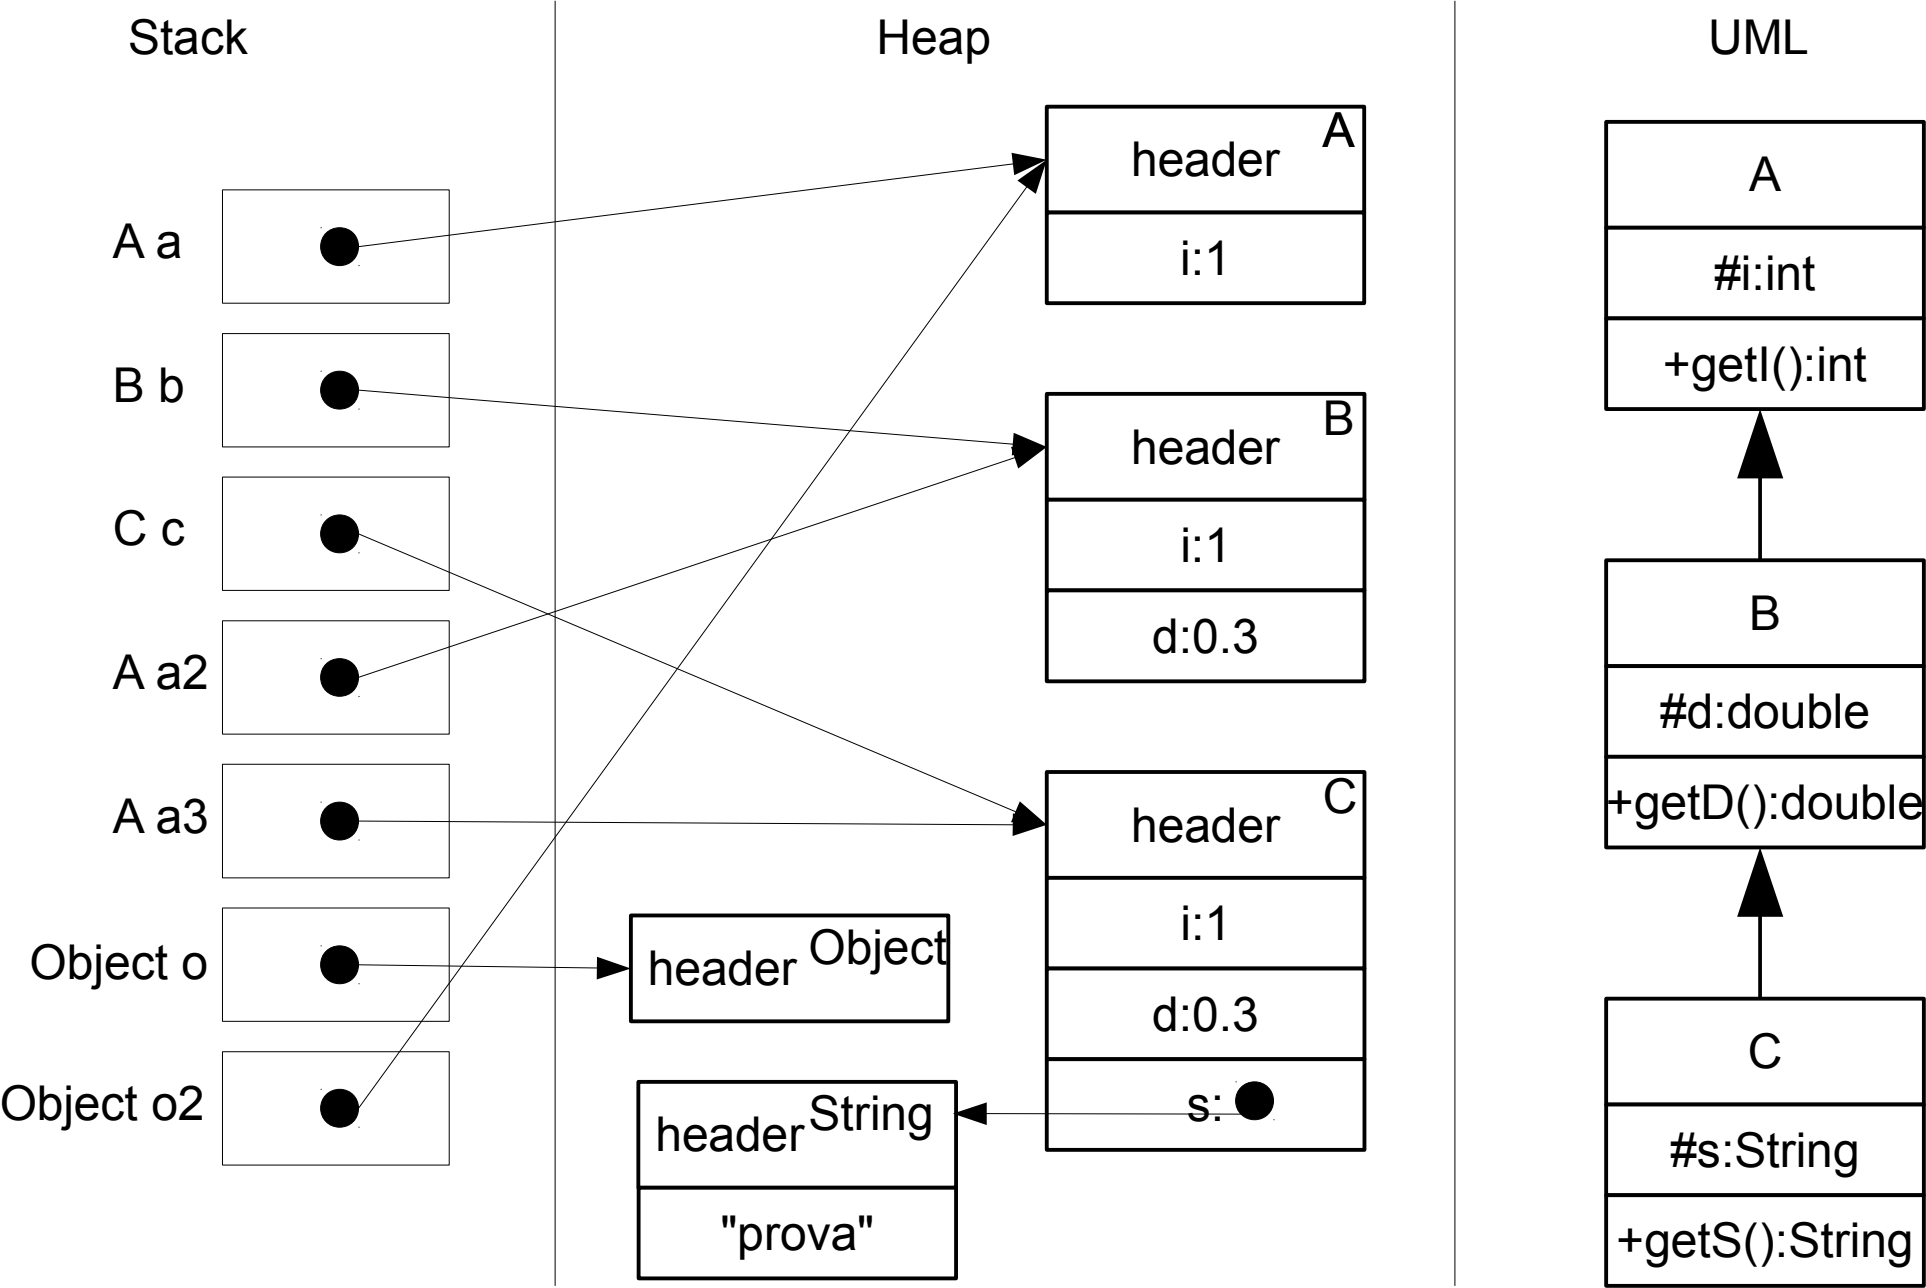 Stack
Heap
UML
A a
B b
C c
A a2
A a3
Object o
Object o2
A
header
i:1
B
header
i:1
d:0.3
C
header
i:1
d:0.3
s:
Object
header
String
header
"prova"
A
#i:int
+getI():int
B
#d:double
+getD():double
C
#s:String
+getS():String